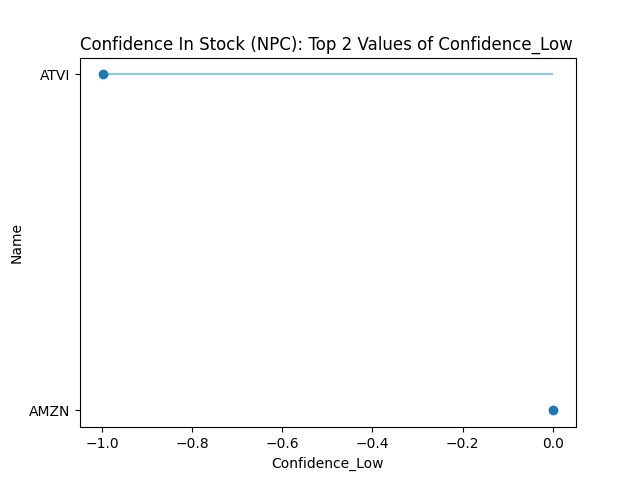 Confidence In Stock (NPC): Top 2 Values of Confidence_Low
ATVI
Name
AMZN
−1.0 −0.8 −0.6 −0.4 −0.2 0.0
Confidence_Low